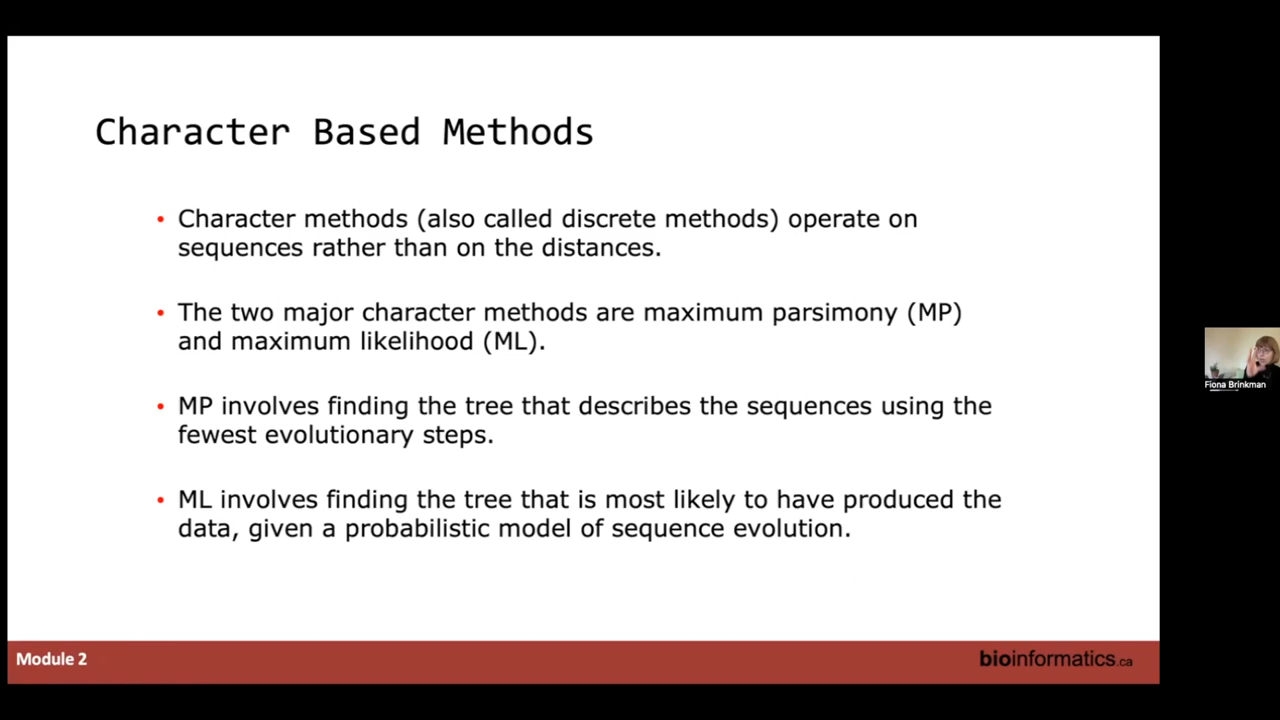 Character Based Methods
• Character methods (also called discrete methods) operate on
sequences rather than on the distances.
• The two major character methods are maximum parsimony (MP)
and maximum likelihood (ML).
• MP involves finding the tree that describes the sequences using the
fewest evolutionary steps.
• ML involves finding the tree that is most likely to have produced the
data, given a probabilistic model of sequence evolution.
Fiona Brinkman
Module 2
bioinformatics.ca